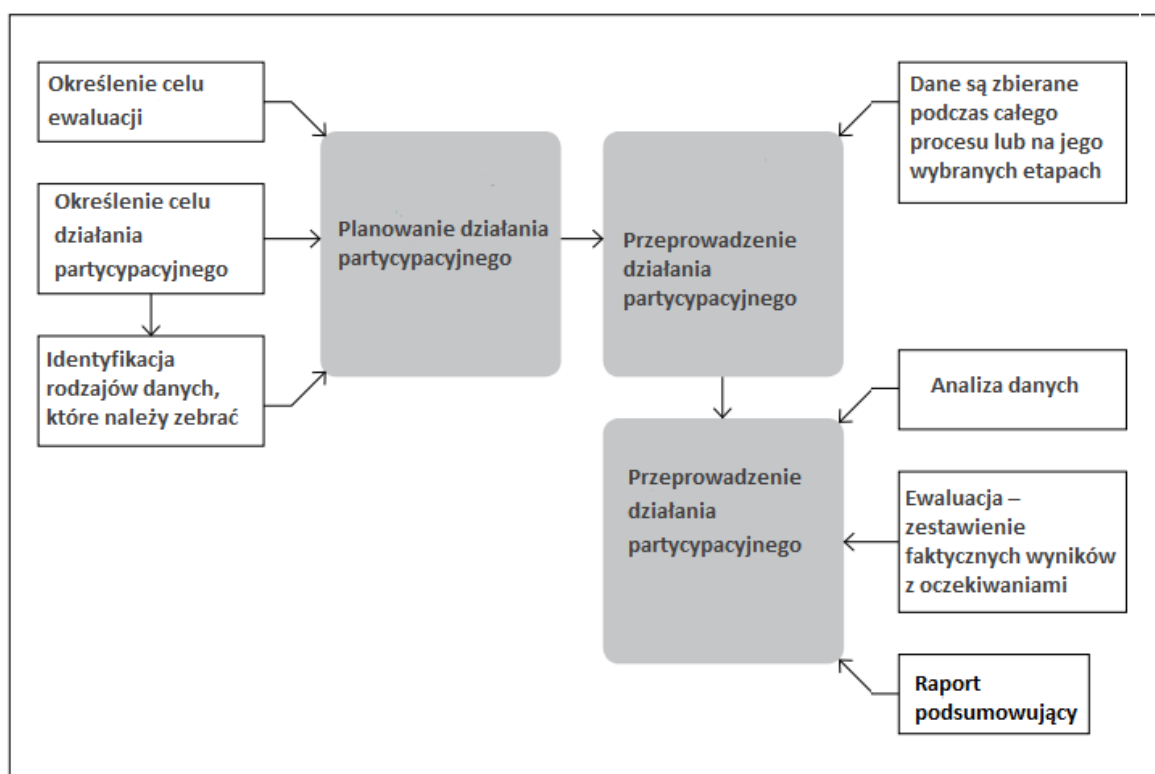 Określenie celu
ewaluacji
Określenie celu
działania
partycypacyjnego
Identyfikacja
rodzajów danych,
które należy zebrać
Planowanie działania
partycypacyjnego
Przeprowadzenie
działania
partycypacyjnego
Dane są zbierane
podczas całego
procesu lub na jego
wybranych etapach
Przeprowadzenie
działania
partycypacyjnego
Analiza danych
Ewaluacja –
zestawienie
faktycznych wyników
z oczekiwaniami
Raport
podsumowujący